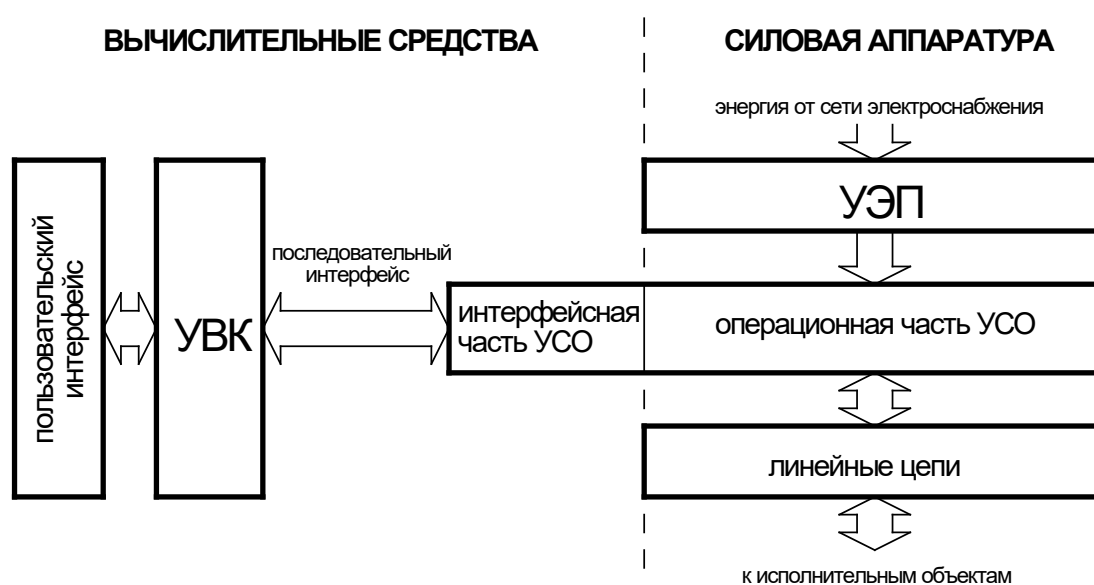 ВЫЧИСЛИТЕЛЬНЫЕ СРЕДСТВА
СИЛОВАЯ АППАРАТУРА
энергия от сети электроснабжения
УЭП
пользовательский
интерфейс
УВК
последовательный
интерфейс
интерфейсная
часть УСО
операционная часть УСО
линейные цепи
к исполнительным объектам